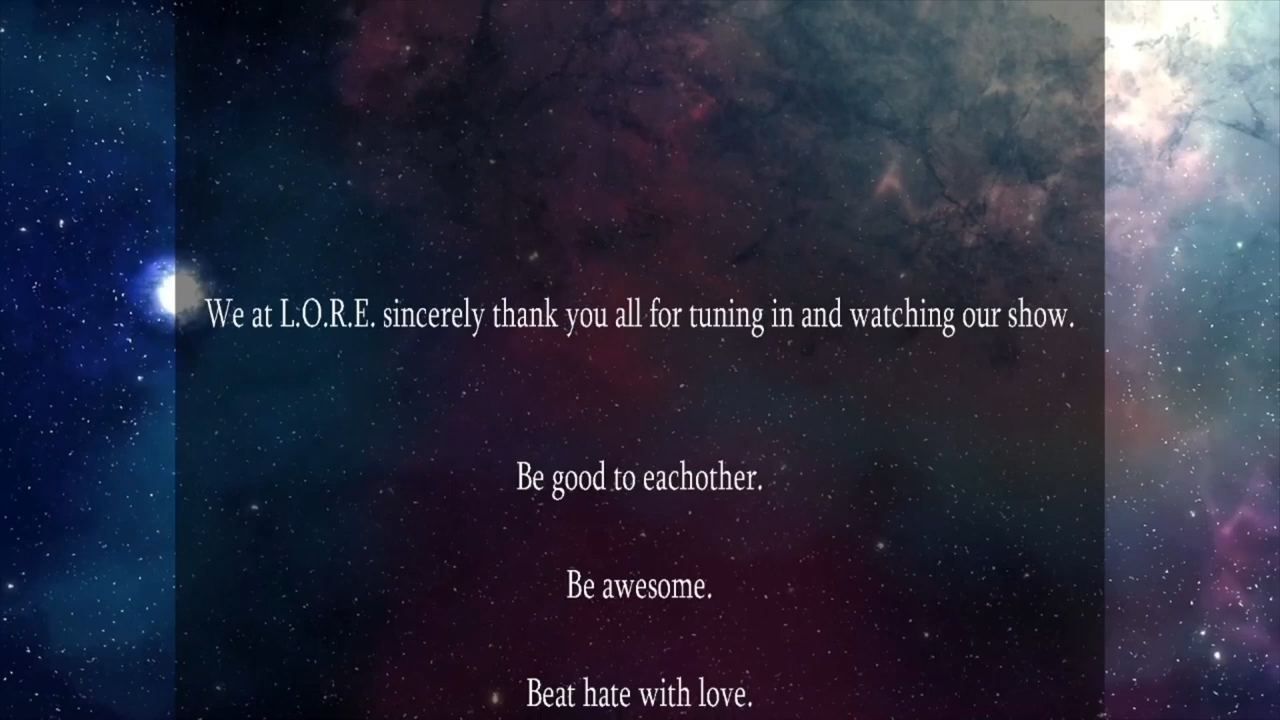 We at L.O.R.E. sincerely thank you all for tuning in and watching our show.
Be good to eachother.
Be awesome.
Beat hate with love.